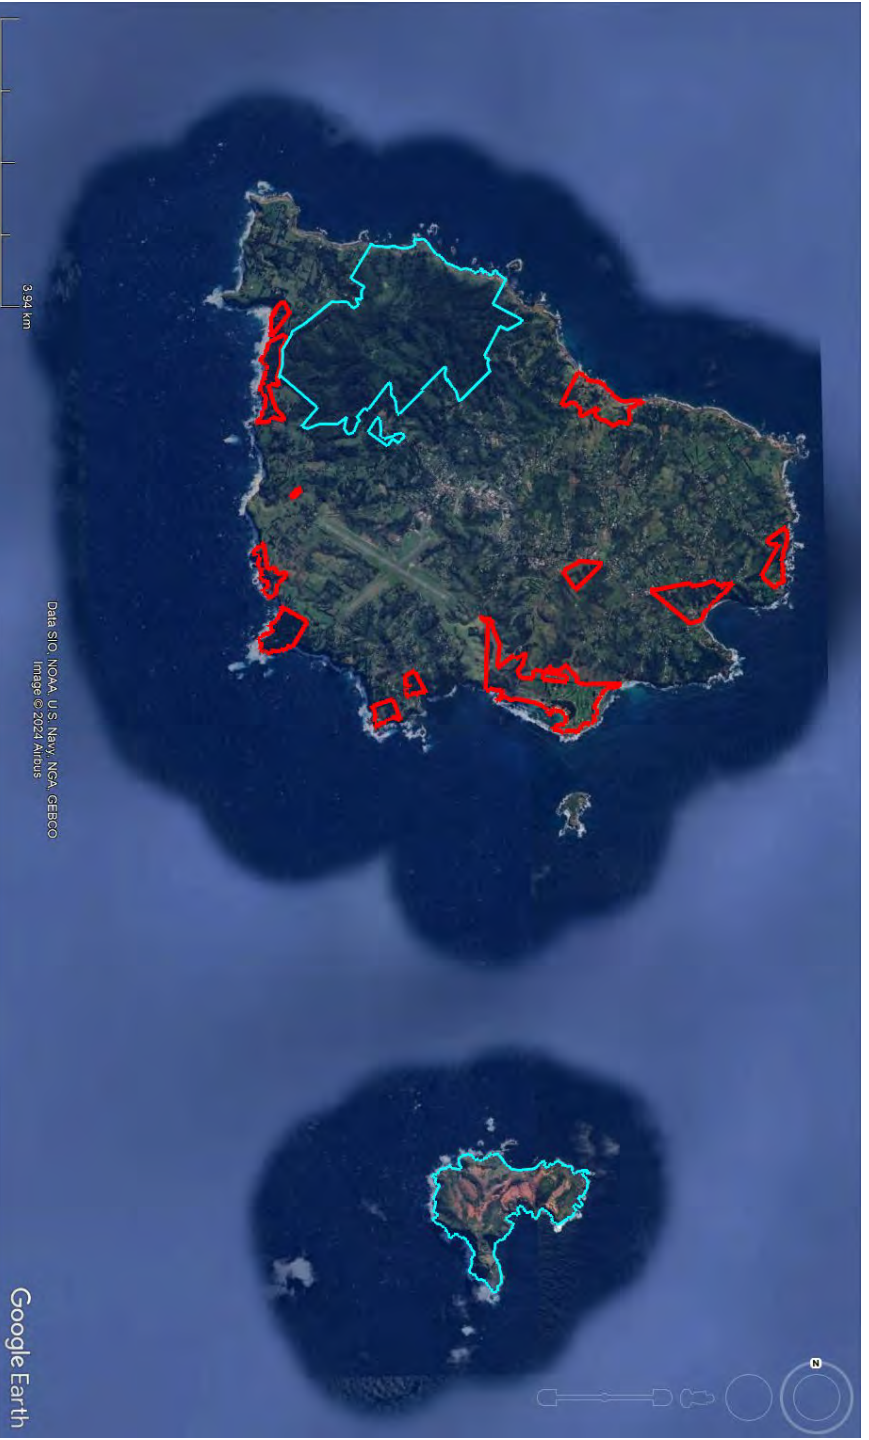 3.94 km
Data SIO, NOAA, U.S. Navy, NGA, GEBCO
Image © 2024 Airbus
Google Earth
N